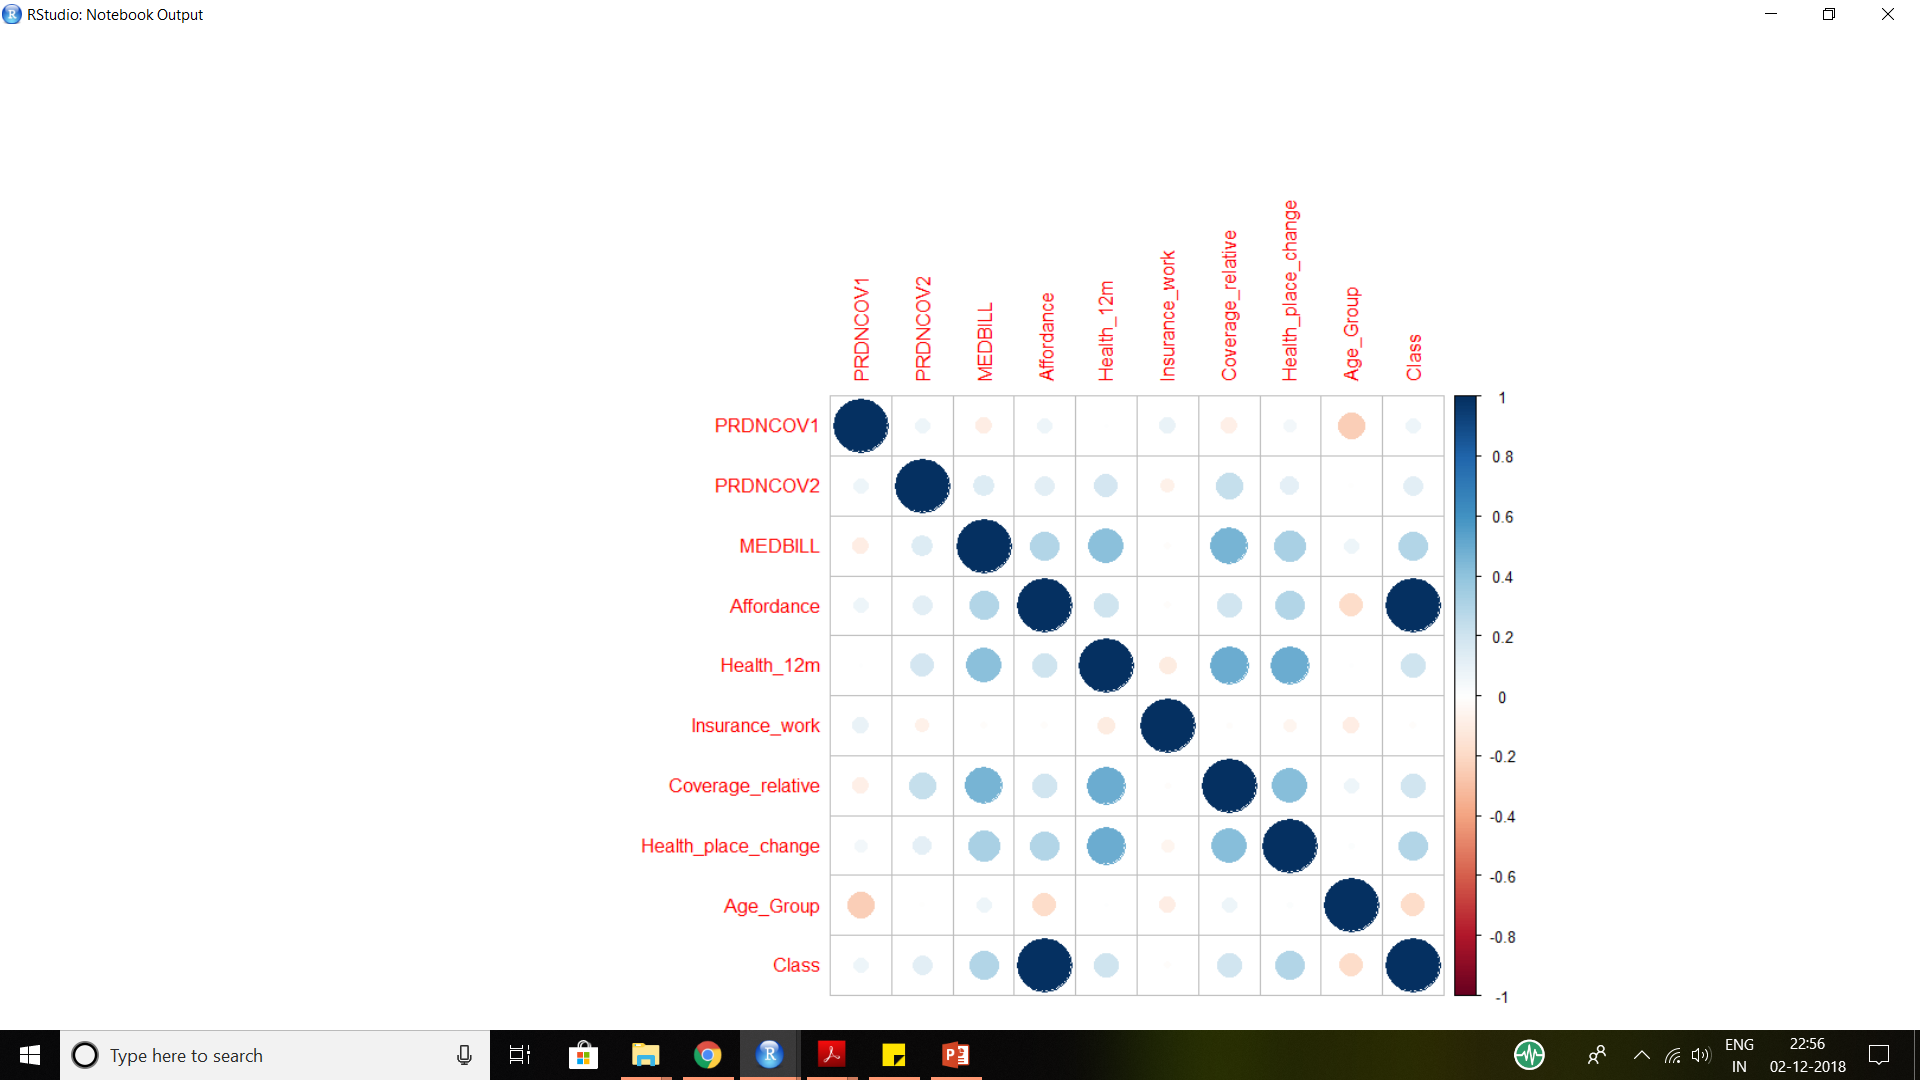 RStudio: Notebook Output
PRDNCOV1
PRDNCOV2
MEDBILL
Affordance
Health_12m
Insurance_work
Coverage_relative
Health_place_change
Age_Group
Class
PRDNCOV1
PRDNCOV2
MEDBILL
Affordance
Health_12m
Insurance_work
Coverage_relative
Health_place_change
Age_Group
Class
1
0.8
0.6
0.4
0.2
0
-0.2
-0.4
-0.6
-0.8
-1
Type here to search
R
P
ENG
IN
22:56
02-12-2018